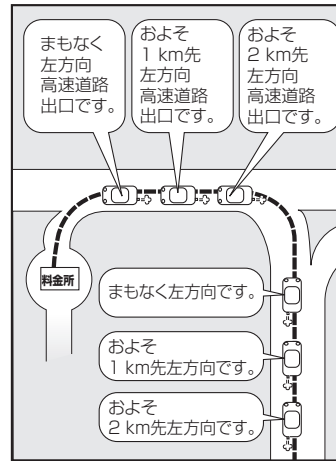 まもなく
左方向
高速道路
出口です。
およそ
1 km先
左方向
高速道路
出口です。
およそ
2 km先
左方向
高速道路
出口です。
料金所
まもなく左方向です。
およそ
1 km先左方向です。
およそ
2 km先左方向です。